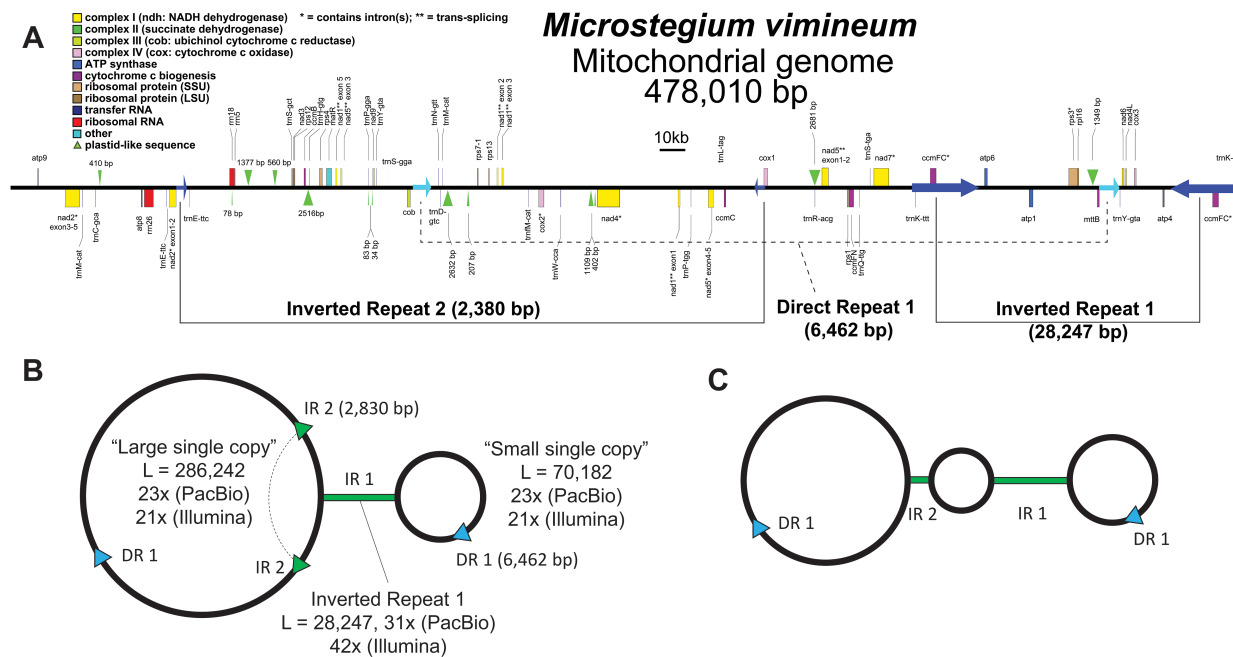 A
complex I (ndh: NADH dehydrogenase)
* = contains intron(s); ** = trans-splicing
complex II (succinate dehydrogenase)
complex III (cob: ubichinol cytochrome c reductase)
complex IV (cox: cytochrome c oxidase)
ATP synthase
cytochrome c biogenesis
ribosomal protein (SSU)
ribosomal protein (LSU)
transfer RNA
ribosomal RNA
other
plastid-like sequence
Microstegium vimineum
Mitochondrial genome
478,010 bp
10kb
atp9
410 bp
1377 bp
rrn18
rrn5
560 bp
trnS-gct
nad3
rps12
ccmB
trnH-gtg
rps4
matR
nad1** exon 5
nad5** exon 3
trnP-gga
nad9
trnY-gta
trnS-gga
trnN-gtt
trnM-cat
rps7-1
rps13
nad1** exon 2
nad1** exon 3
trnL-tag
cox1
2681 bp
nad5**
exon1-2
trnS-tga
nad7*
ccmFC*
atp6
rps3*
rpl16
1349 bp
nad6
nad4L
cox3
trnK-
nad2*
exon3-5
trnM-cat
trnC-gca
atp8
rrn26
trnE-ttc
nad2* exon1-2
trnE-ttc
78 bp
2516bp
83 bp
34 bp
cob
trnD-
gtc
2632 bp
207 bp
trnfM-cat
cox2*
trnW-cca
1109 bp
402 bp
nad4*
nad1** exon1
trnP-tgg
nad5* exon4-5
ccmC
trnR-acg
rps1
ccmFN
trnQ-ttg
trnK-ttt
atp1
mttB
trnY-gta
atp4
ccmFC*
Inverted Repeat 2 (2,380 bp)
Direct Repeat 1
(6,462 bp)
Inverted Repeat 1
(28,247 bp)
B
IR 2 (2,830 bp)
“Large single copy”
L = 286,242
23x (PacBio)
21x (Illumina)
IR 1
“Small single copy”
L = 70,182
23x (PacBio)
21x (Illumina)
DR 1
IR 2
DR 1 (6,462 bp)
Inverted Repeat 1
L = 28,247, 31x (PacBio)
42x (Illumina)
C
DR 1
IR 2
IR 1
DR 1